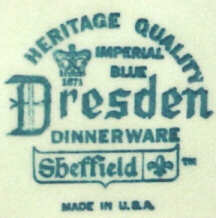 HERITAGE QUALITY
IMPERIAL
BLUE
1871
Dresden
DINNERWARE
Sheffield
TM
MADE IN U.S.A.